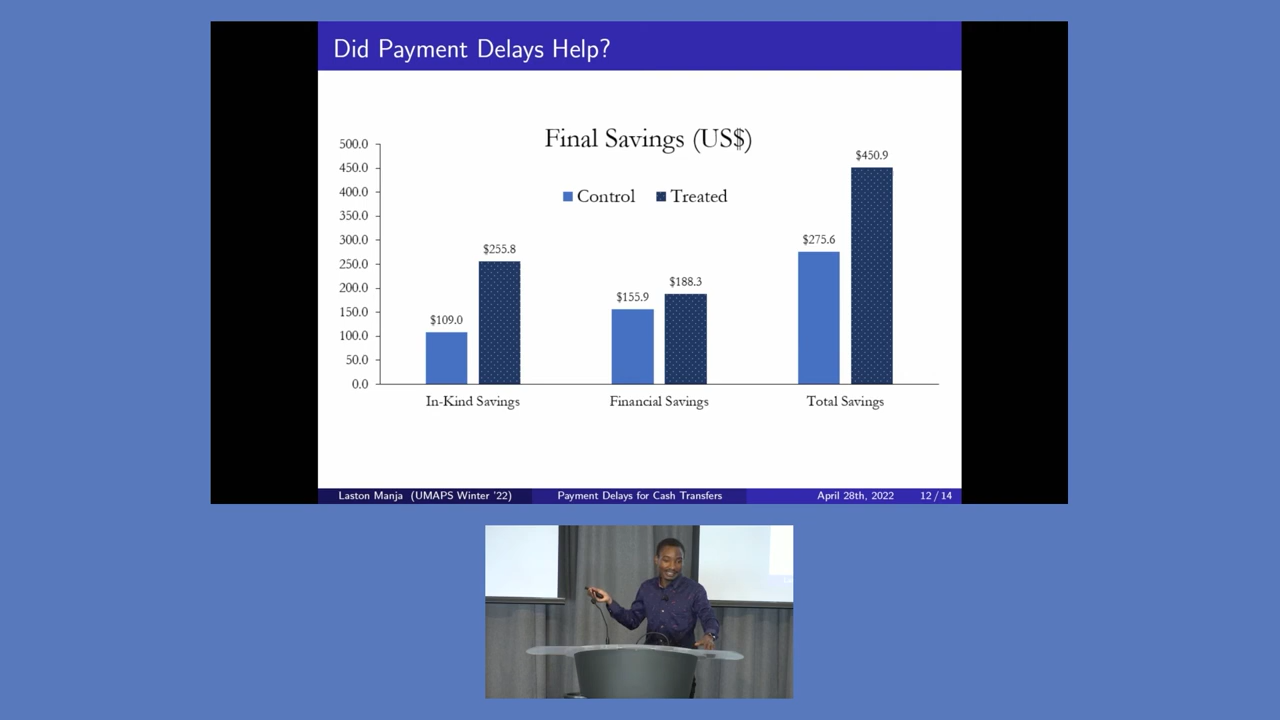 Did Payment Delays Help?
Final Savings (US$)
Control Treated
500.0
450.0
400.0
350.0
300.0
250.0
200.0
150.0
100.0
50.0
0.0
$109.0
$255.8
$155.9
$188.3
$275.6
$450.9
In-Kind Savings
Financial Savings
Total Savings
Laston Manja (UMAPS Winter '22) Payment Delays for Cash Transfers April 28th, 2022 12 / 14